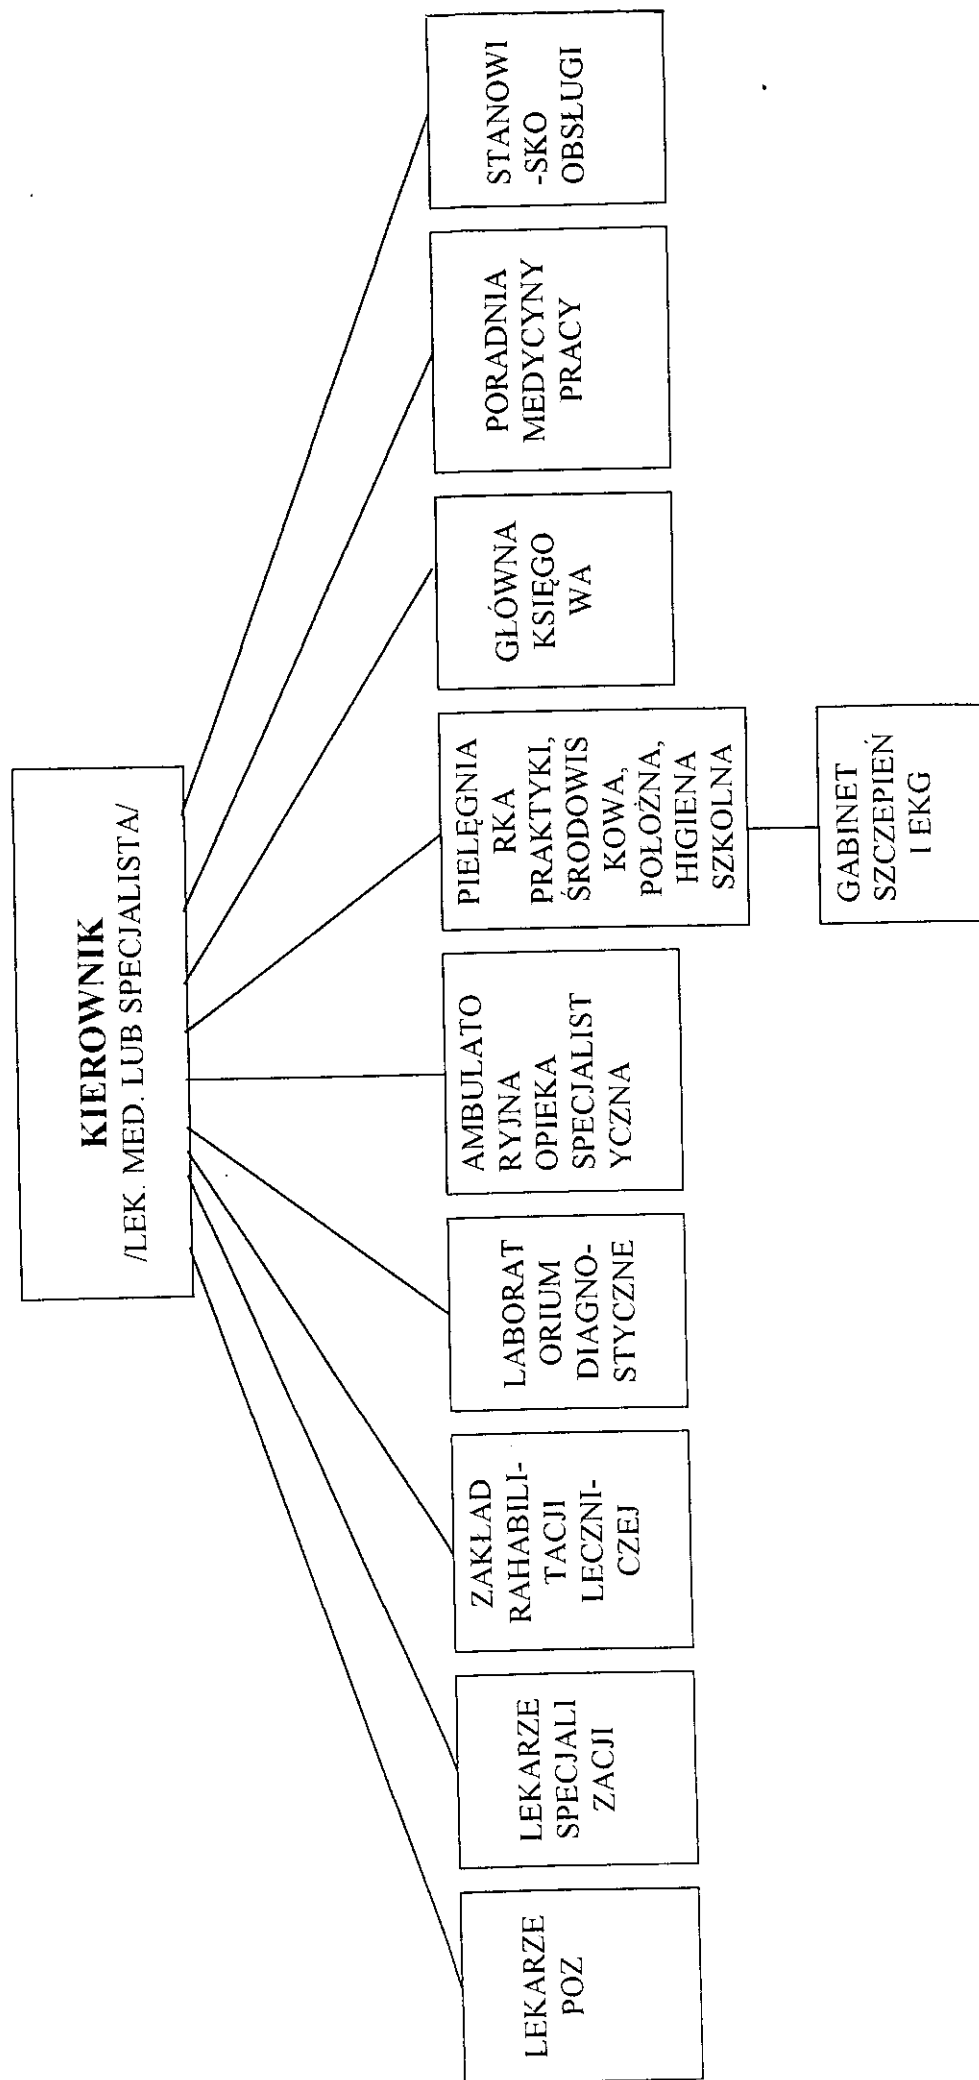 KIEROWNIK
/LEK. MED. LUB SPECJALISTA/
LEKARZE
POZ
LEKARZE
SPECJALI
ZACJI
ZAKŁAD
RAHABILI-
TACJI
LECZNI-
CZEJ
LABORAT
ORIUM
DIAGNO-
STYCZNE
AMBULATO
RYJNA
OPIEKA
SPECJALIST
YCZNA
PIELĘGNIA
RKA
PRAKTYKI,
ŚRODOWIS
KOWA,
POŁOŻNA,
HIGIENA
SZKOLNA
GŁÓWNA
KSIĘGO
WA
PORADNIA
MEDYCYNY
PRACY
STANOWI
-SKO
OBSŁUGI
GABINET
SZCZEPIEŃ
I EKG